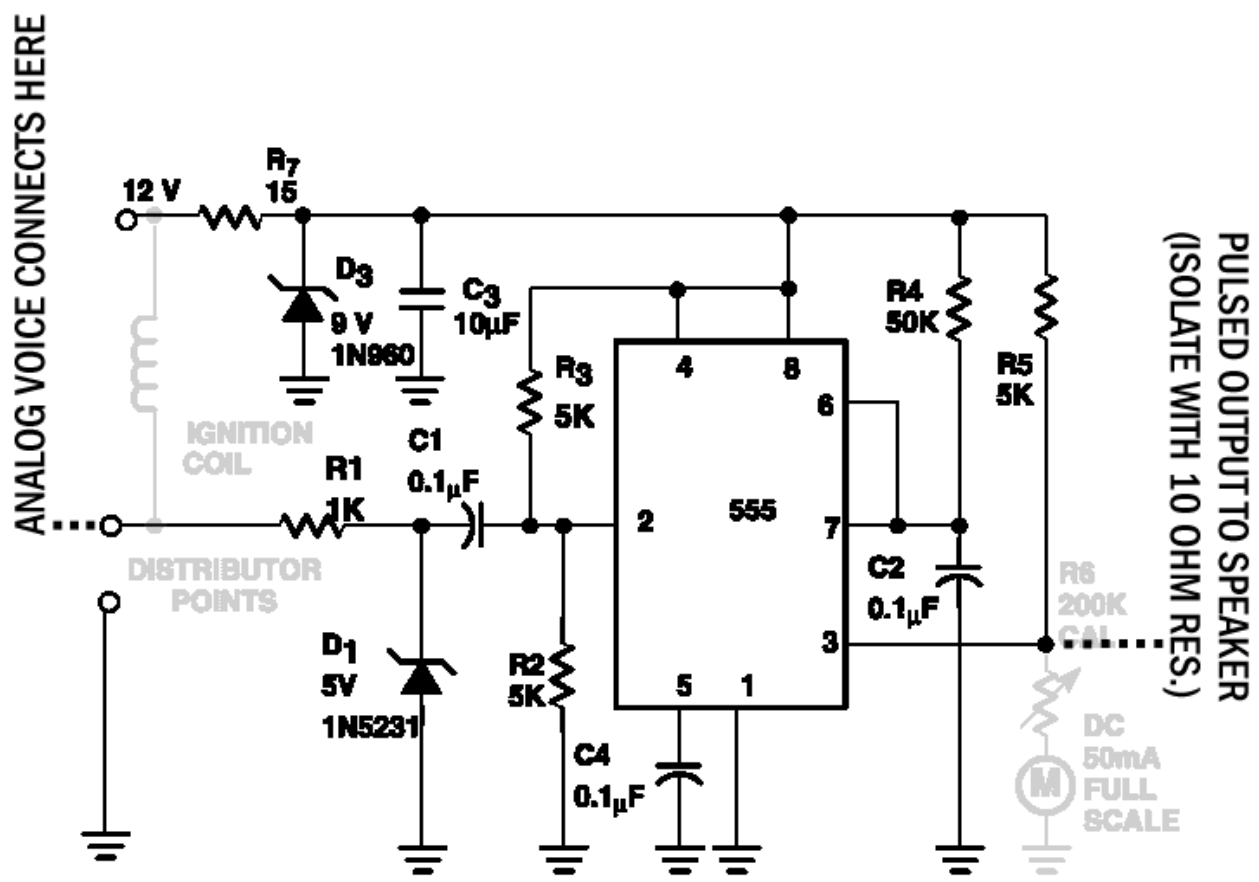 ANALOG VOICE CONNECTS HERE
12 V
R7
15
D3
9 V
1N960
C3
10µF
R3
5K
4
8
6
R4
50K
R5
5K
IGNITION
COIL
R1
1K
C1
0.1µF
2
555
7
C2
0.1µF
DISTRIBUTOR
POINTS
D1
5V
1N5231
R2
5K
3
5
1
C4
0.1µF
R6
200K
CAL
DC
50mA
FULL
SCALE
M
PULSED OUTPUT TO SPEAKER
(ISOLATE WITH 10 OHM RES.)